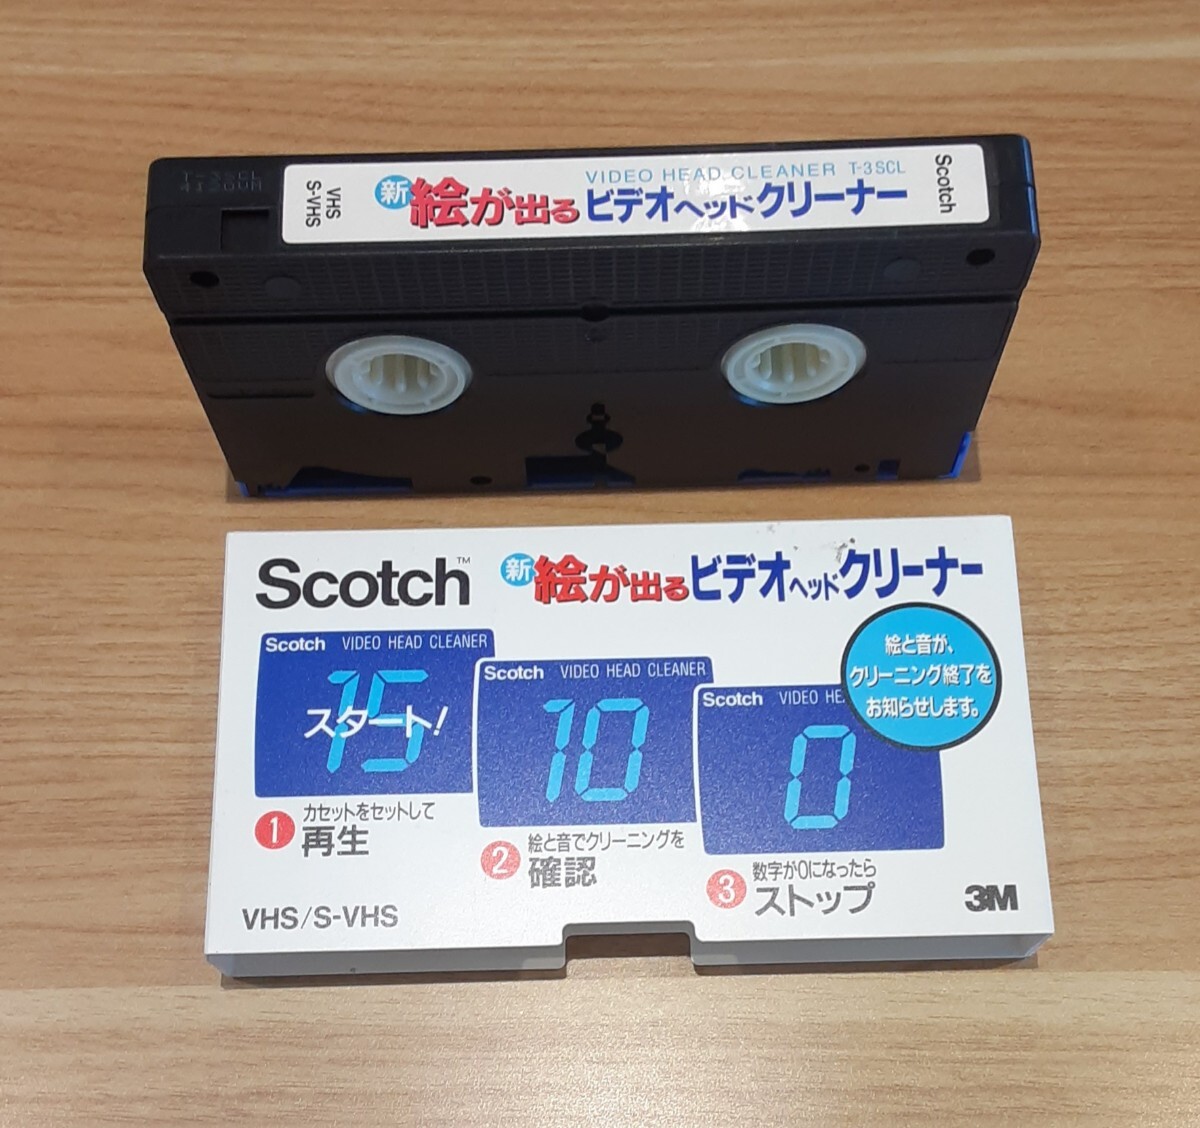 T-3SCL
VHS
S-VHS
VIDEO HEAD CLEANER T-3SCL
新 絵が出る ビデオヘッドクリーナー
Scotch
Scotch™
新 絵が出る ビデオヘッドクリーナー
Scotch VIDEO HEAD CLEANER
15
スタート!
1 カセットをセットして
再生
Scotch VIDEO HEAD CLEANER
10
2 絵と音でクリーニングを
確認
Scotch VIDEO HE
0
3 数字が0になったら
ストップ
絵と音が、
クリーニング終了を
お知らせします。
VHS/S-VHS
3M